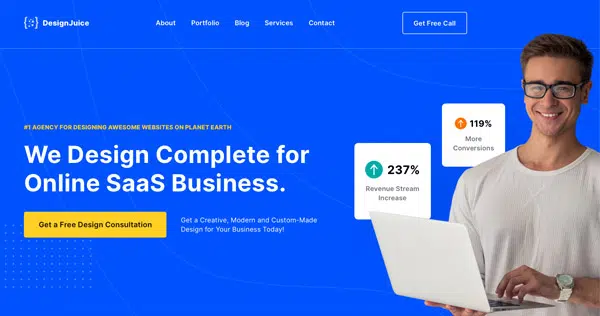 DesignJuice
About
Portfolio
Blog
Services
Contact
Get Free Call
#1 AGENCY FOR DESIGNING AWESOME WEBSITES ON PLANET EARTH
We Design Complete for
Online SaaS Business.
Get a Free Design Consultation
Get a Creative, Modern and Custom-Made
Design for Your Business Today!
119%
More
Conversions
237%
Revenue Stream
Increase